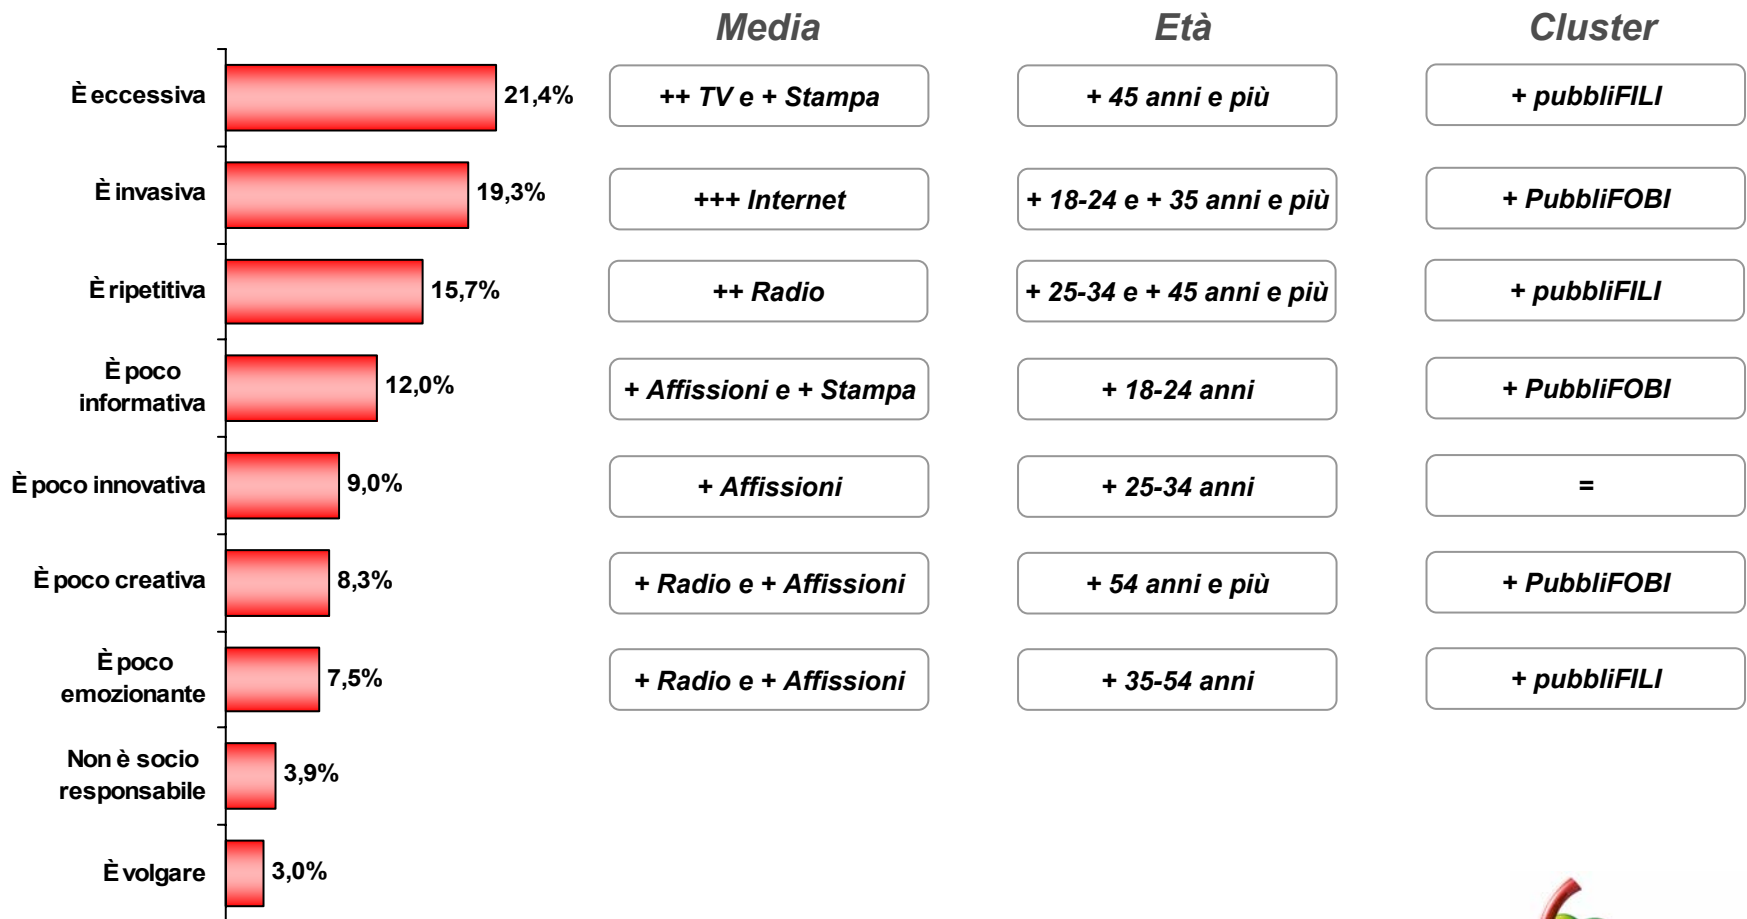 Media Età Cluster
È eccessiva 21,4% ++ TV e + Stampa + 45 anni e più + pubbliFILI
È invasiva 19,3% +++ Internet + 18-24 e + 35 anni e più + PubbliFOBI
È ripetitiva 15,7% ++ Radio + 25-34 e + 45 anni e più + pubbliFILI
È poco
informativa 12,0% + Affissioni e + Stampa + 18-24 anni + PubbliFOBI
È poco innovativa 9,0% + Affissioni + 25-34 anni =
È poco creativa 8,3% + Radio e + Affissioni + 54 anni e più + PubbliFOBI
È poco
emozionante 7,5% + Radio e + Affissioni + 35-54 anni + pubbliFILI
Non è socio
responsabile 3,9%
È volgare 3,0%